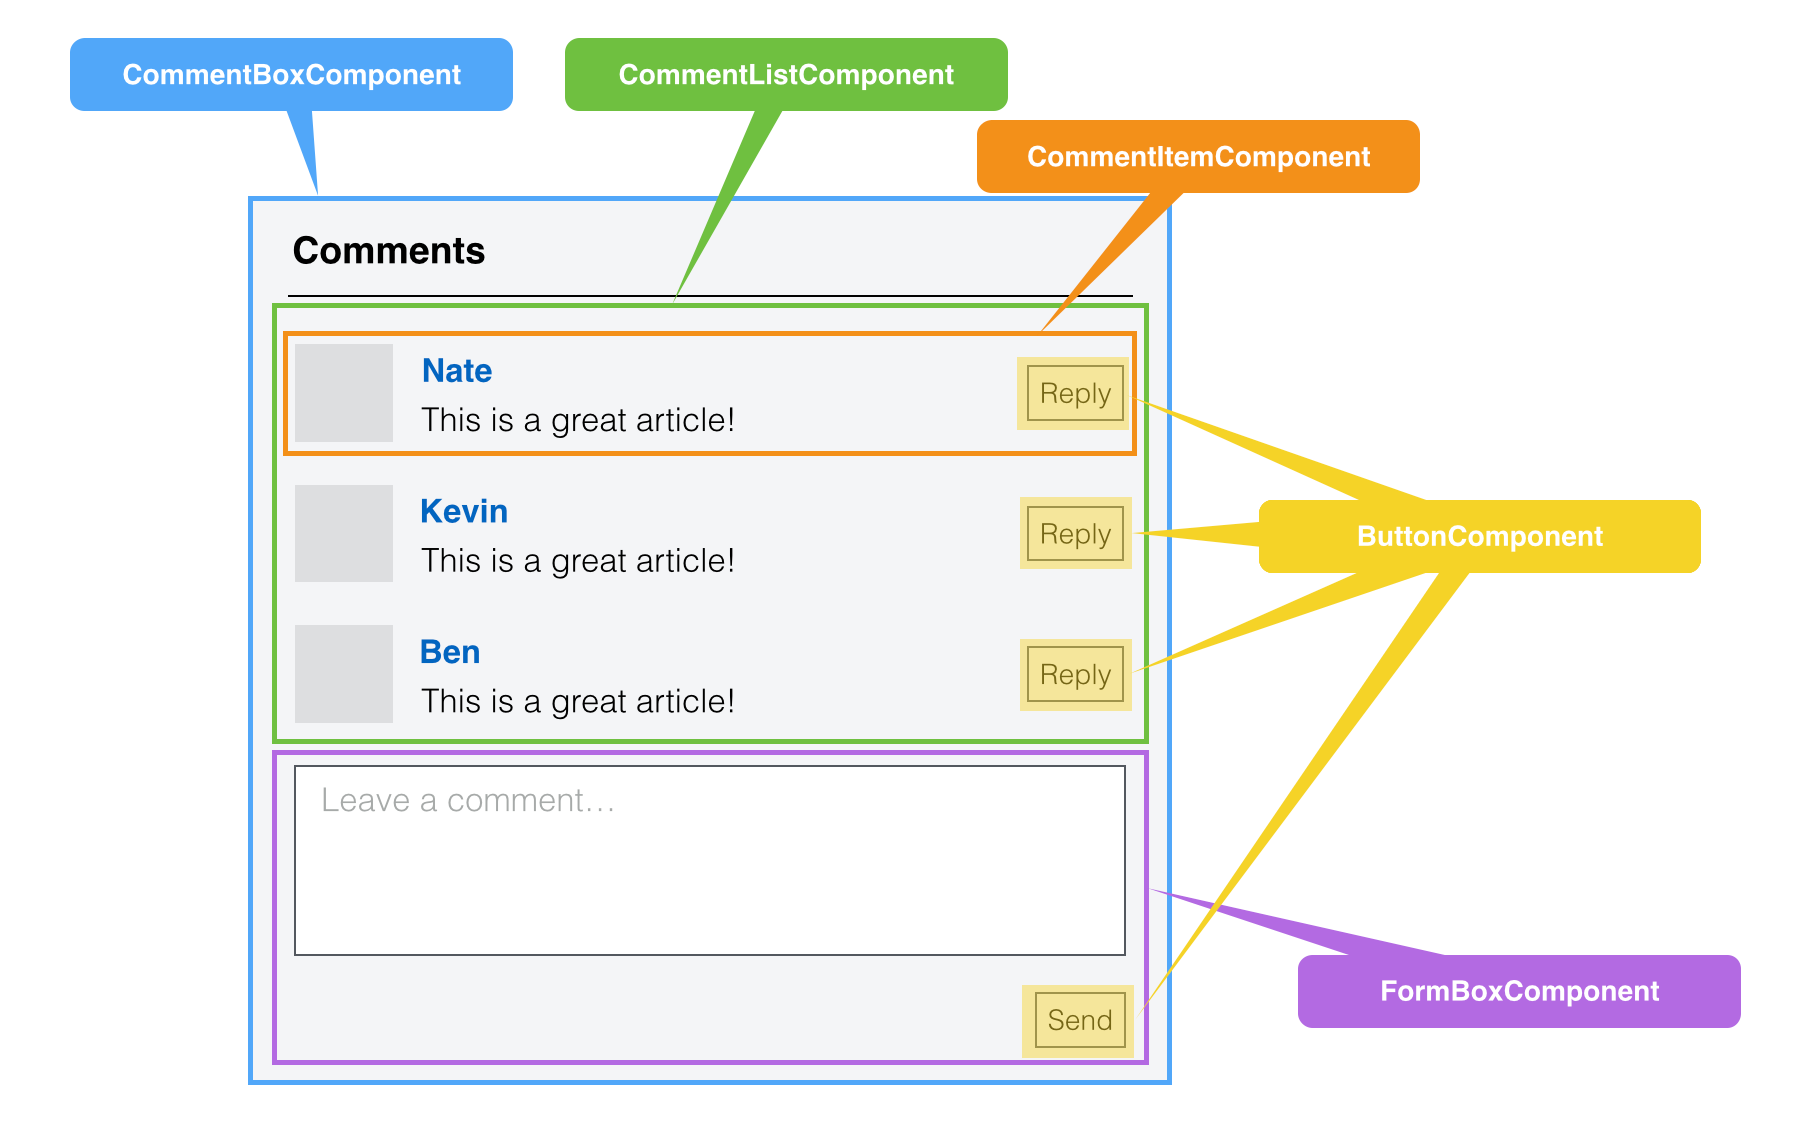 CommentBoxComponent
CommentListComponent
CommentItemComponent
Comments
Nate
This is a great article!
Reply
Kevin
This is a great article!
Reply
ButtonComponent
Ben
This is a great article!
Reply
Leave a comment...
FormBoxComponent
Send